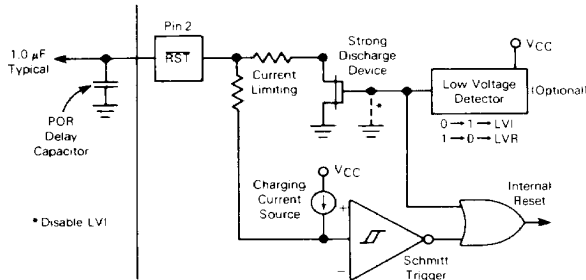 Pin 2
1.0 µF
Typical
RST
Current
Limiting
Strong
Discharge
Device
VCC
Low Voltage
Detector
(Optional)
0 → 1 → LVI
1 → 0 → LVR
*
POR
Delay
Capacitor
* Disable LVI
VCC
Charging
Current
Source
+
−
Schmitt
Trigger
Internal
Reset